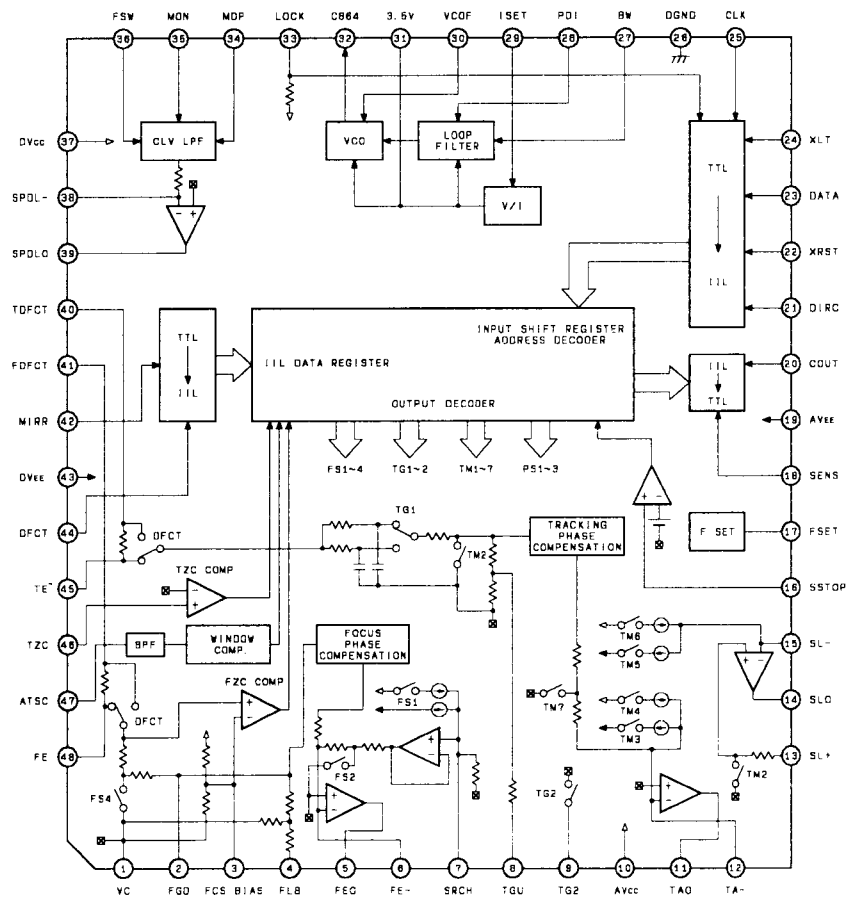 FSW MON MDP LOCK C864 3.5V VCOF ISET PDI BW DGND CLK
36 35 34 33 32 31 30 29 28 27 26 25
DVcc 37
CLV LPF
VCO
LOOP
FILTER
V/I
TTL
IIL
24 XLT
23 DATA
22 XRST
21 DIRC
SPDL- 38
- +
SPDLO 39
TDFCT 40
FDFCT 41
MIRR 42
DVEE 43
DFCT 44
TE 45
TZC 46
ATSC 47
FE 48
TTL
IIL
INPUT SHIFT REGISTER
ADDRESS DECODER
IIL DATA REGISTER
OUTPUT DECODER
IIL
TTL
20 COUT
19 AVEE
18 SENS
17 FSET
16 SSTOP
15 SL-
14 SLO
13 SL+
FS1~4 TG1~2 TM1~7 PS1~3
+ -
F SET
DFCT
TG1
TM2
TRACKING
PHASE
COMPENSATION
TZC COMP
-
+
BPF
WINDOW
COMP.
FOCUS
PHASE
COMPENSATION
FZC COMP
+
-
DFCT
FS1
FS2
FS4
+
-
+
-
TM6
TM5
TM4
TM3
TM7
+ -
TM2
TG2
+
-
1 2 3 4 5 6 7 8 9 10 11 12
VC FGD FCS BIAS FLB FEO FE- SRCH TGU TG2 AVcc TAO TA-